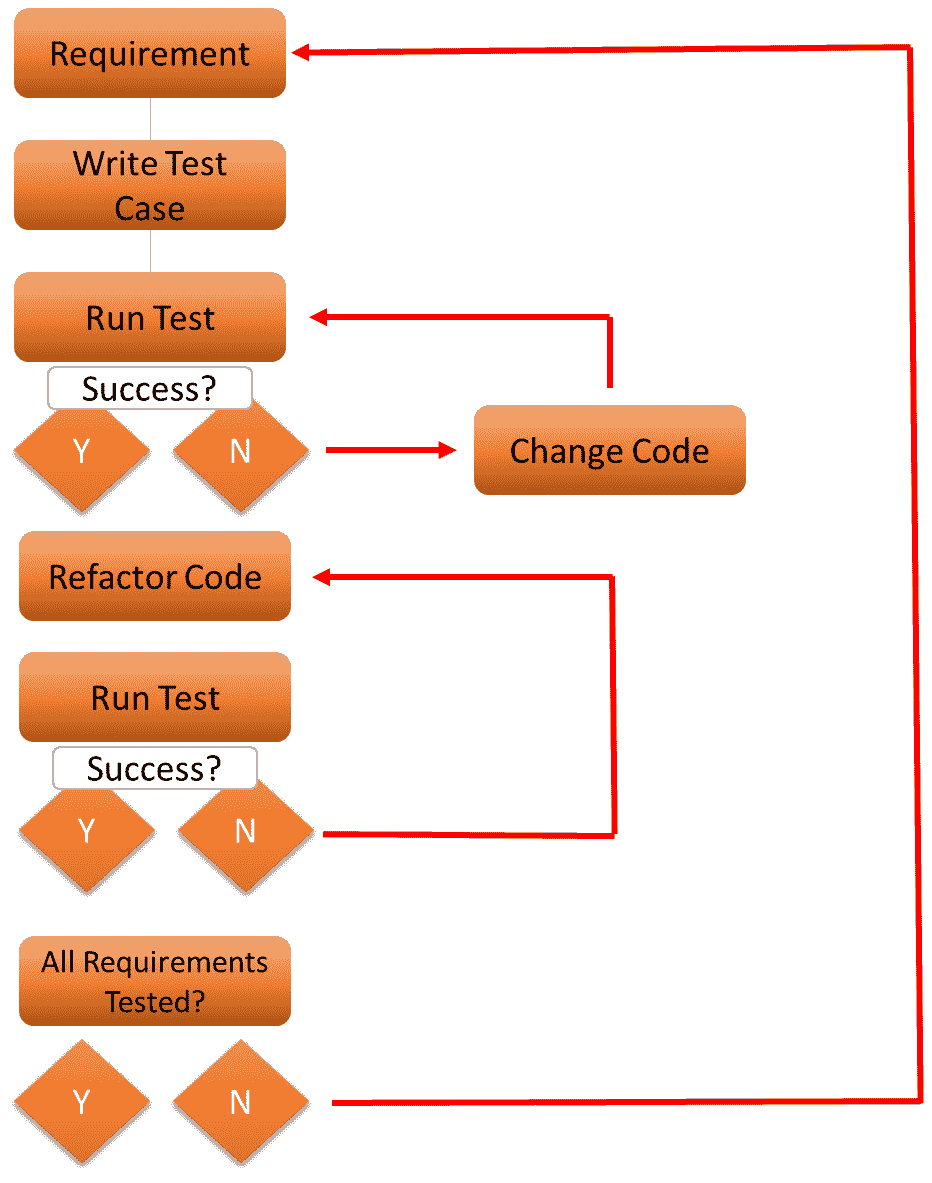 Requirement
Write Test
Case
Run Test
Success?
Y
N
Change Code
Refactor Code
Run Test
Success?
Y
N
All Requirements
Tested?
Y
N